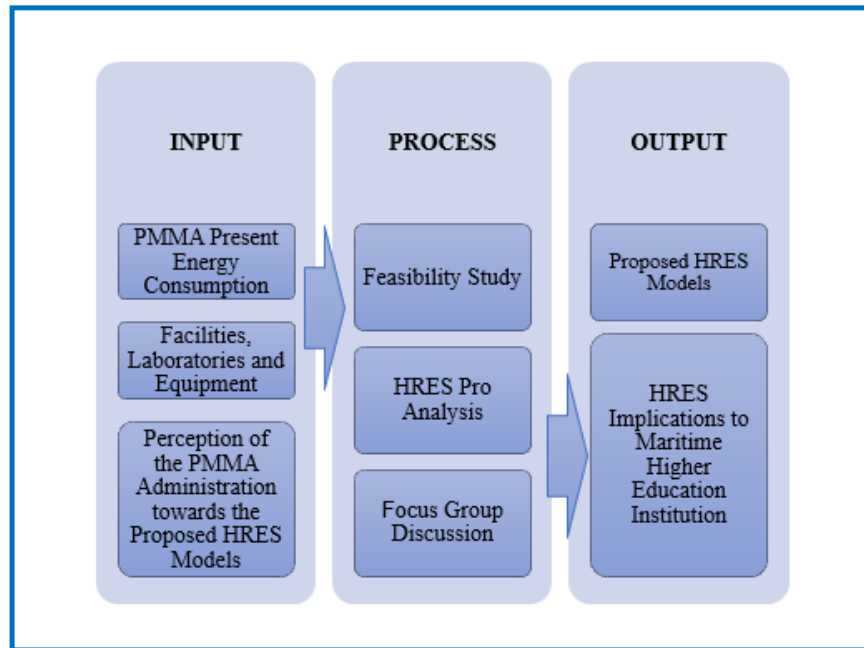 INPUT
PMMA Present
Energy
Consumption
Facilities,
Laboratories and
Equipment
Perception of
the PMMA
Administration
towards the
Proposed HRES
Models
PROCESS
Feasibility Study
HRES Pro
Analysis
Focus Group
Discussion
OUTPUT
Proposed HRES
Models
HRES
Implications to
Maritime
Higher
Education
Institution